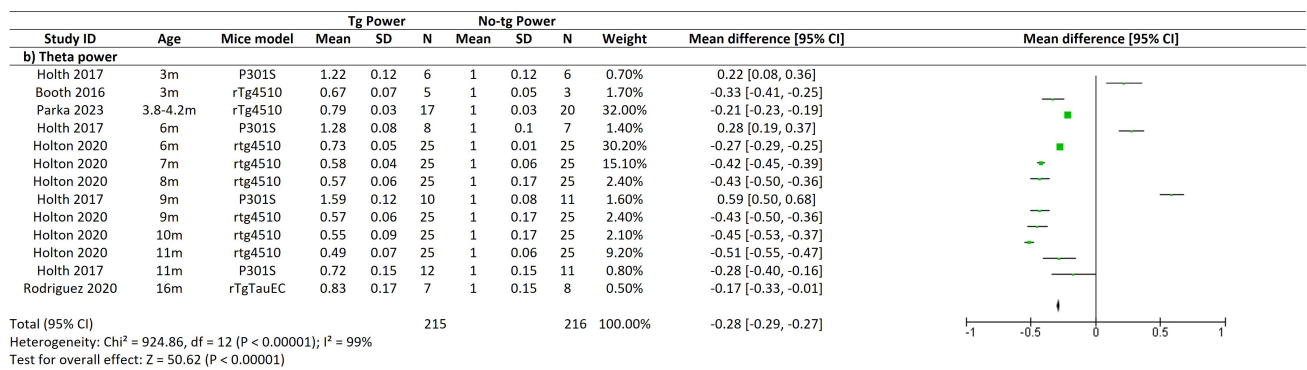 Tg Power No-tg Power
Study ID Age Mice model Mean SD N Mean SD N Weight Mean difference [95% CI] Mean difference [95% CI]
b) Theta power
Holth 2017 3m P301S 1.22 0.12 6 1 0.12 6 0.70% 0.22 [0.08, 0.36]
Booth 2016 3m rTg4510 0.67 0.07 5 1 0.05 3 1.70% -0.33 [-0.41, -0.25]
Parka 2023 3.8-4.2m rTg4510 0.79 0.03 17 1 0.03 20 32.00% -0.21 [-0.23, -0.19]
Holth 2017 6m P301S 1.28 0.08 8 1 0.1 7 1.40% 0.28 [0.19, 0.37]
Holton 2020 6m rtg4510 0.73 0.05 25 1 0.01 25 30.20% -0.27 [-0.29, -0.25]
Holton 2020 7m rtg4510 0.58 0.04 25 1 0.06 25 15.10% -0.42 [-0.45, -0.39]
Holton 2020 8m rtg4510 0.57 0.06 25 1 0.17 25 2.40% -0.43 [-0.50, -0.36]
Holth 2017 9m P301S 1.59 0.12 10 1 0.08 11 1.60% 0.59 [0.50, 0.68]
Holton 2020 9m rtg4510 0.57 0.06 25 1 0.17 25 2.40% -0.43 [-0.50, -0.36]
Holton 2020 10m rtg4510 0.55 0.09 25 1 0.17 25 2.10% -0.45 [-0.53, -0.37]
Holton 2020 11m rtg4510 0.49 0.07 25 1 0.06 25 9.20% -0.51 [-0.55, -0.47]
Holth 2017 11m P301S 0.72 0.15 12 1 0.15 11 0.80% -0.28 [-0.40, -0.16]
Rodriguez 2020 16m rTgTauEC 0.83 0.17 7 1 0.15 8 0.50% -0.17 [-0.33, -0.01]
Total (95% CI) 215 216 100.00% -0.28 [-0.29, -0.27]
-1 -0.5 0 0.5 1
Heterogeneity: Chi² = 924.86, df = 12 (P < 0.00001); I² = 99%
Test for overall effect: Z = 50.62 (P < 0.00001)